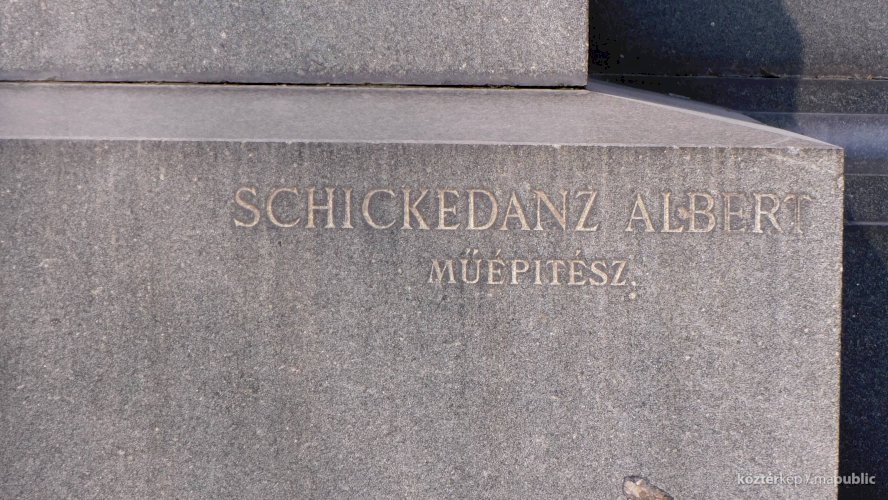 SCHICKEDANZ ALBERT
MŰÉPITÉSZ.
köztérkép / mapublic